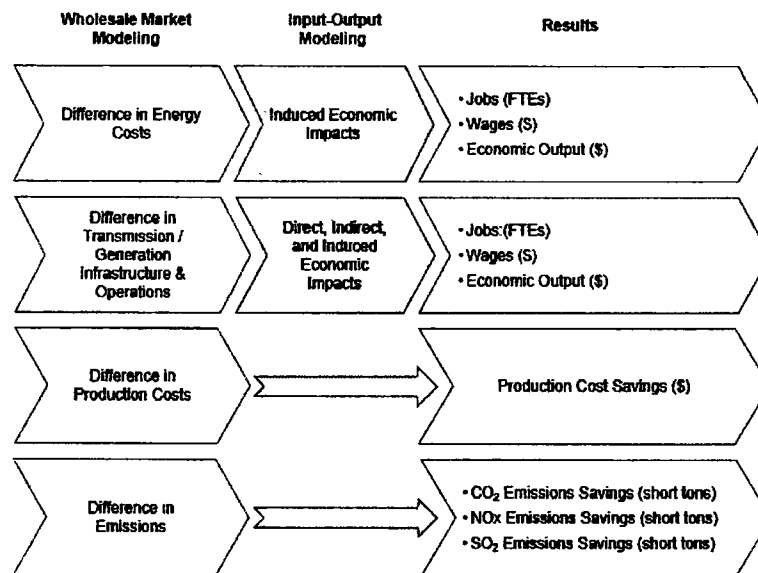 Wholesale Market
Modeling
Input-Output
Modeling
Results
Difference in Energy
Costs
Induced Economic
Impacts
• Jobs (FTEs)
• Wages ($)
• Economic Output ($)
Difference in
Transmission /
Generation
Infrastructure &
Operations
Direct, Indirect,
and Induced
Economic
Impacts
• Jobs:(FTEs)
• Wages ($)
• Economic Output ($)
Difference in
Production Costs
Production Cost Savings ($)
Difference in
Emissions
• CO₂ Emissions Savings (short tons)
• NOx Emissions Savings (short tons)
• SO₂ Emissions Savings (short tons)